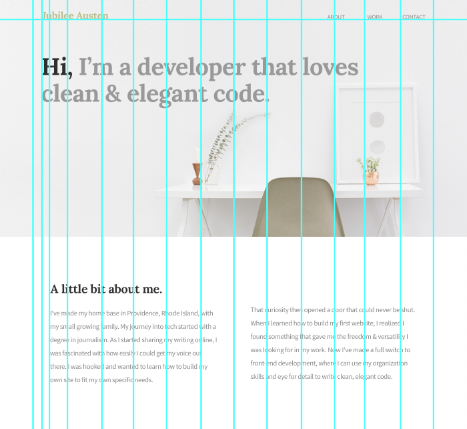 Jubilee Austen
ABOUT WORK CONTACT
Hi, I'm a developer that loves
clean & elegant code.
A little bit about me.
I've made my home base in Providence, Rhode Island, with
my small growing family. My journey into tech started with a
degree in journalism. As I started sharing my writing online, I
was fascinated with how easily I could get my voice out
there. I was hooked and wanted to learn how to build my
own site to fit my own specific needs.
That curiosity then opened a door that could never be shut.
When I learned how to build my first website, I realized I
found something that gave me the freedom & versatility I
was looking for in my work. Now I've made a full switch to
front-end development, where I can use my organization
skills and eye for detail to write clean, elegant code.